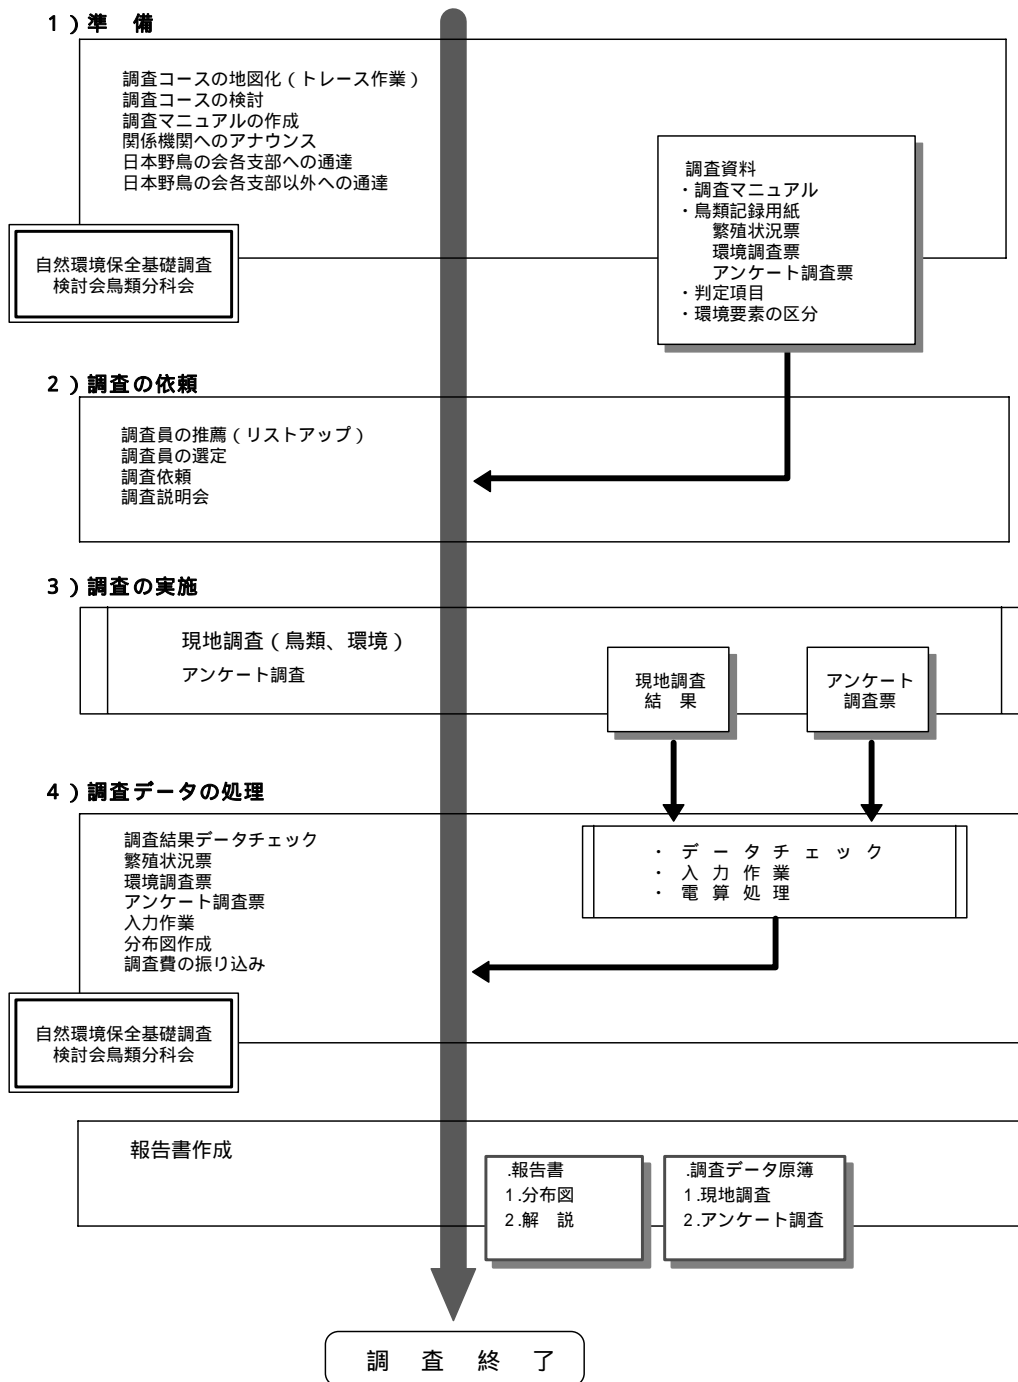 1）準　備
調査コースの地図化（トレース作業）
調査コースの検討
調査マニュアルの作成
関係機関へのアナウンス
日本野鳥の会各支部への通達
日本野鳥の会各支部以外への通達
自然環境保全基礎調査
検討会鳥類分科会
調査資料
・調査マニュアル
・鳥類記録用紙
繁殖状況票
環境調査票
アンケート調査票
・判定項目
・環境要素の区分
2）調査の依頼
調査員の推薦（リストアップ）
調査員の選定
調査依頼
調査説明会
3）調査の実施
現地調査（鳥類、環境）
アンケート調査
現地調査
結　果
アンケート
調査票
4）調査データの処理
調査結果データチェック
繁殖状況票
環境調査票
アンケート調査票
入力作業
分布図作成
調査費の振り込み
・データチェック
・入力作業
・電算処理
自然環境保全基礎調査
検討会鳥類分科会
報告書作成
.報告書
1.分布図
2.解　説
.調査データ原簿
1.現地調査
2.アンケート調査
調　査　終　了